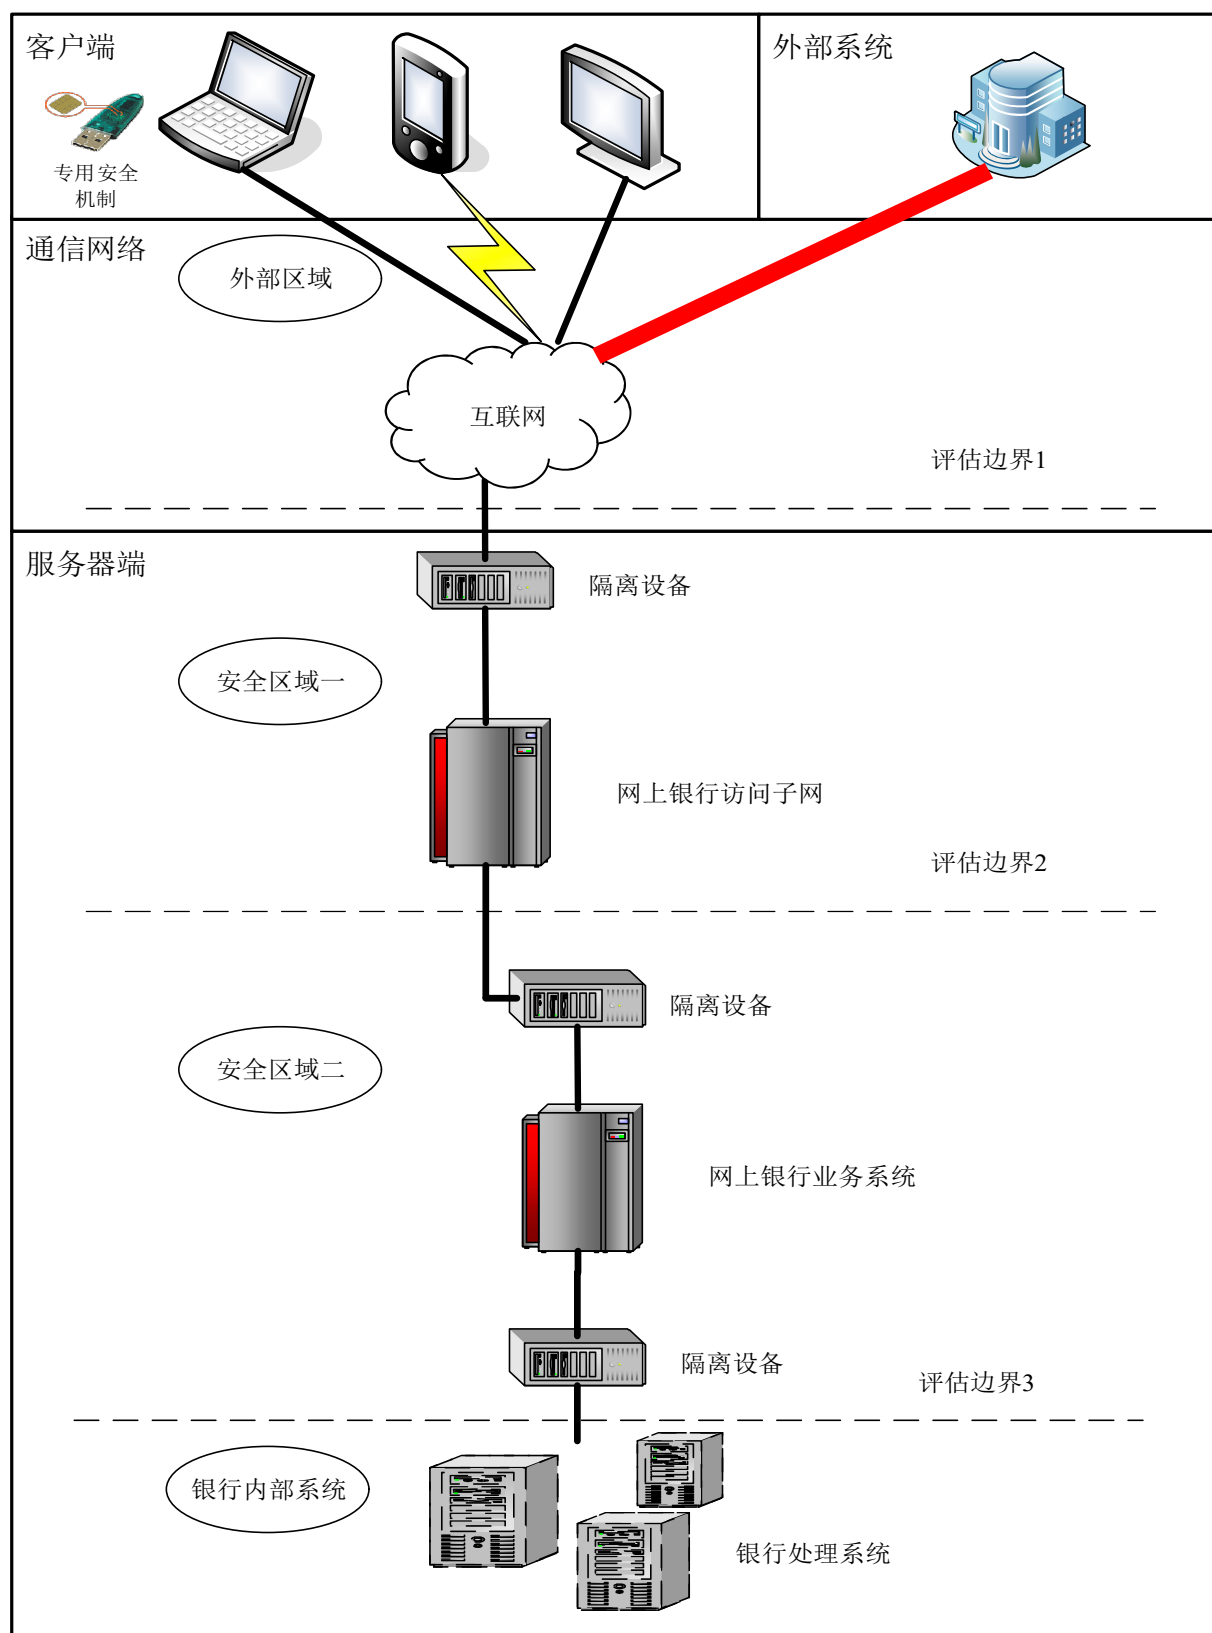 客户端
外部系统
专用安全
机制
通信网络
外部区域
互联网
评估边界1
服务器端
隔离设备
安全区域一
网上银行访问子网
评估边界2
隔离设备
安全区域二
网上银行业务系统
隔离设备
评估边界3
银行内部系统
银行处理系统